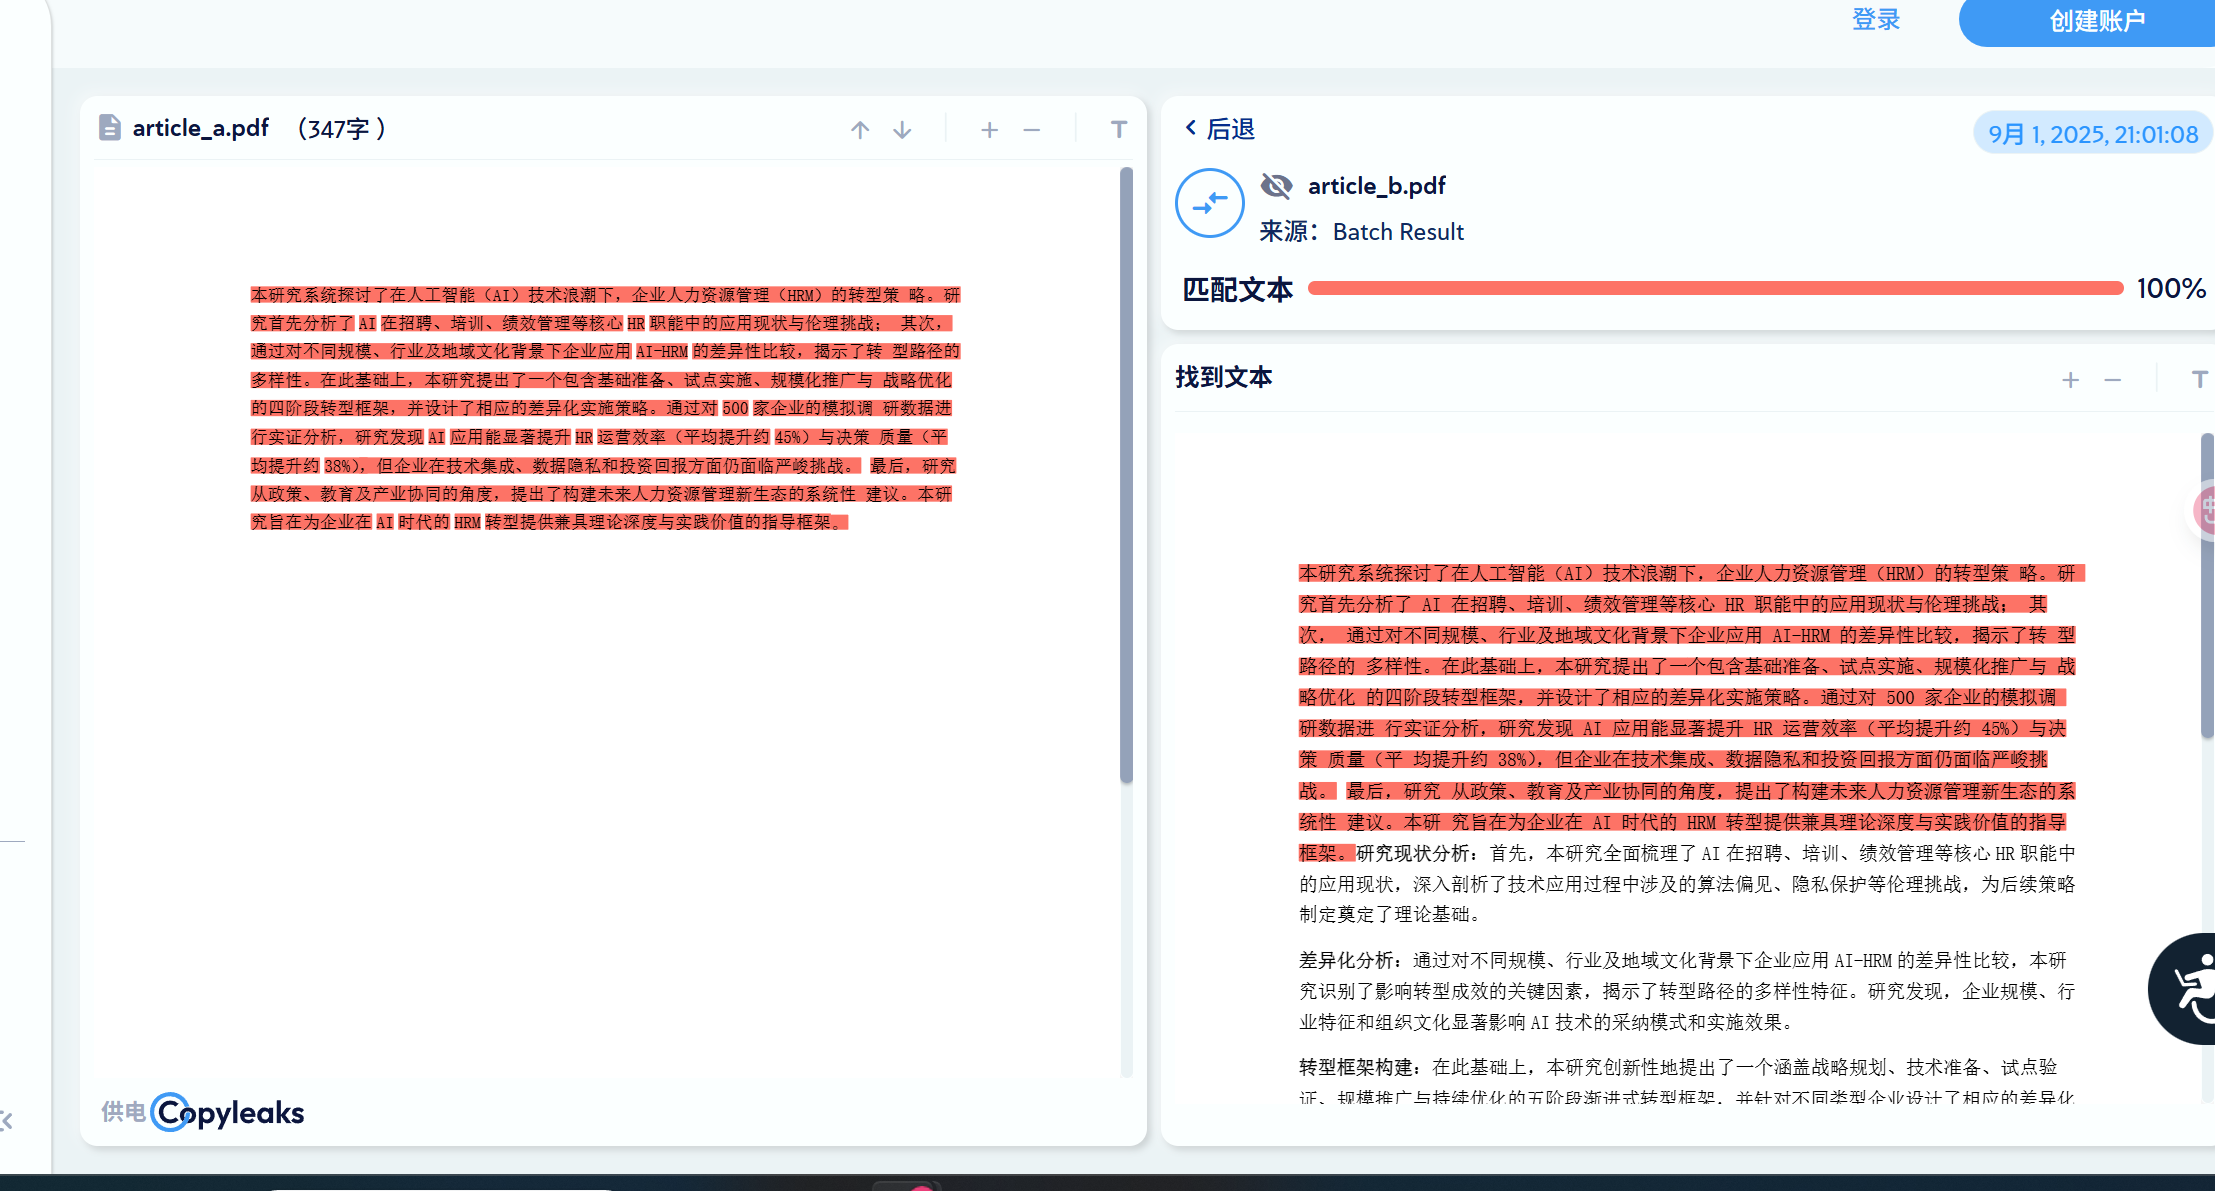 登录
创建账户
article_a.pdf （347字 ）
T
本研究系统探讨了在人工智能（AI）技术浪潮下，企业人力资源管理（HRM）的转型策 略。研
究首先分析了 AI 在招聘、培训、绩效管理等核心 HR 职能中的应用现状与伦理挑战； 其次，
通过对不同规模、行业及地域文化背景下企业应用 AI-HRM 的差异性比较，揭示了转 型路径的
多样性。在此基础上，本研究提出了一个包含基础准备、试点实施、规模化推广与 战略优化
的四阶段转型框架，并设计了相应的差异化实施策略。通过对 500 家企业的模拟调 研数据进
行实证分析，研究发现 AI 应用能显著提升 HR 运营效率（平均提升约 45%）与决策 质量（平
均提升约 38%），但企业在技术集成、数据隐私和投资回报方面仍面临严峻挑战。 最后，研究
从政策、教育及产业协同的角度，提出了构建未来人力资源管理新生态的系统性 建议。本研
究旨在为企业在 AI 时代的 HRM 转型提供兼具理论深度与实践价值的指导框架。
供电 Copyleaks
后退
9月 1, 2025, 21:01:08
article_b.pdf
来源：Batch Result
匹配文本 100%
找到文本
T
本研究系统探讨了在人工智能（AI）技术浪潮下，企业人力资源管理（HRM）的转型策 略。研
究首先分析了 AI 在招聘、培训、绩效管理等核心 HR 职能中的应用现状与伦理挑战； 其
次， 通过对不同规模、行业及地域文化背景下企业应用 AI-HRM 的差异性比较，揭示了转 型
路径的 多样性。在此基础上，本研究提出了一个包含基础准备、试点实施、规模化推广与 战
略优化 的四阶段转型框架，并设计了相应的差异化实施策略。通过对 500 家企业的模拟调
研数据进 行实证分析，研究发现 AI 应用能显著提升 HR 运营效率（平均提升约 45%）与决
策 质量（平 均提升约 38%），但企业在技术集成、数据隐私和投资回报方面仍面临严峻挑
战。 最后，研究 从政策、教育及产业协同的角度，提出了构建未来人力资源管理新生态的系
统性 建议。本研 究旨在为企业在 AI 时代的 HRM 转型提供兼具理论深度与实践价值的指导
框架。研究现状分析：首先，本研究全面梳理了 AI 在招聘、培训、绩效管理等核心 HR 职能中
的应用现状，深入剖析了技术应用过程中涉及的算法偏见、隐私保护等伦理挑战，为后续策略
制定奠定了理论基础。
差异化分析：通过对不同规模、行业及地域文化背景下企业应用 AI-HRM 的差异性比较，本研
究识别了影响转型成效的关键因素，揭示了转型路径的多样性特征。研究发现，企业规模、行
业特征和组织文化显著影响 AI 技术的采纳模式和实施效果。
转型框架构建：在此基础上，本研究创新性地提出了一个涵盖战略规划、技术准备、试点验
证、规模推广与持续优化的五阶段渐进式转型框架，并针对不同类型企业设计了相应的差异化